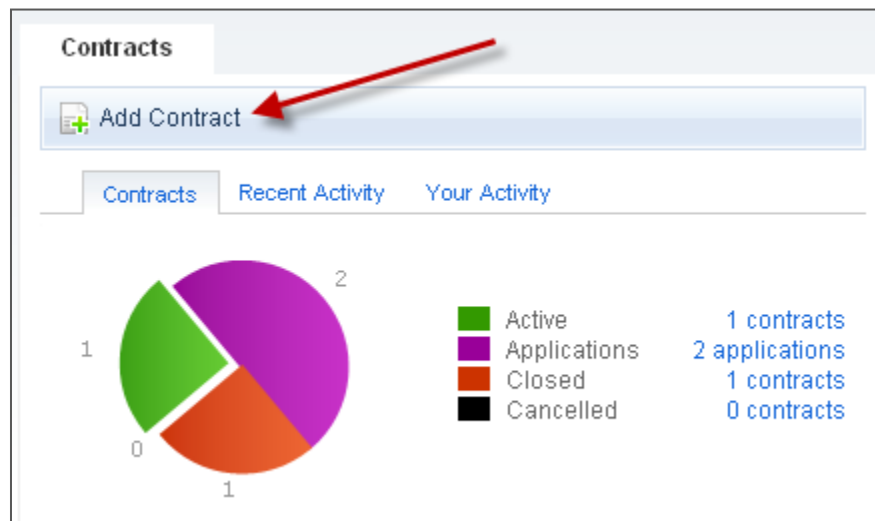 Contracts
Add Contract
Contracts Recent Activity Your Activity
2
1
0
1
Active 1 contracts
Applications 2 applications
Closed 1 contracts
Cancelled 0 contracts